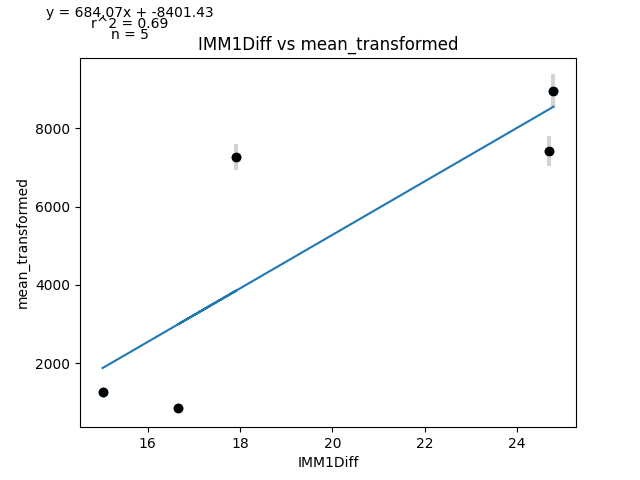 y = 684.07x + -8401.43
r^2 = 0.69
n = 5
IMM1Diff vs mean_transformed
mean_transformed
8000
6000
4000
2000
16 18 20 22 24
IMM1Diff